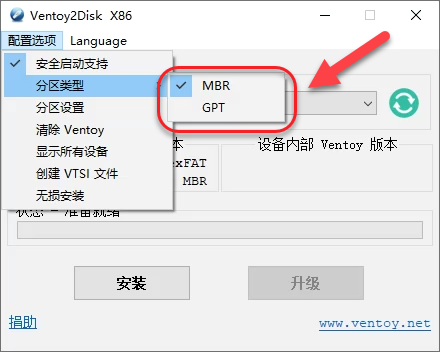 Ventoy2Disk X86
配置选项 Language
安全启动支持
分区类型
MBR
分区设置
GPT
清除 Ventoy
显示所有设备
创建 VTSI 文件
无损安装
本
设备内部 Ventoy 版本
exFAT
MBR
状态 - 准备就绪
安装
升级
捐助
www.ventoy.net